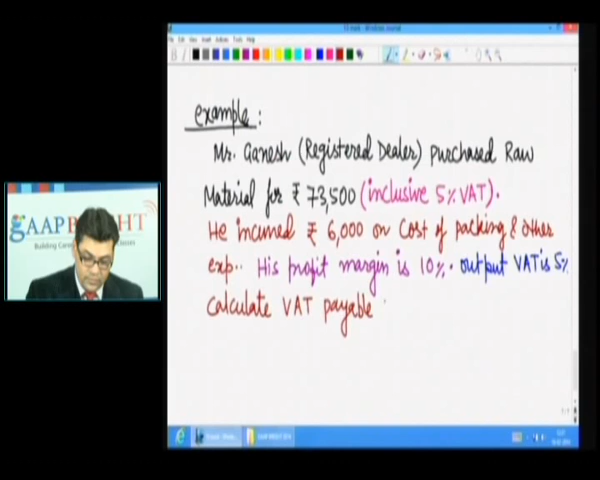 example:
Mr. Ganesh (Registered Dealer) purchased Raw
Material for ₹ 73,500 (inclusive 5% VAT).
He incurred ₹ 6,000 on Cost of packing & other
exp.. His profit margin is 10%. output VAT is 5%
Calculate VAT payable